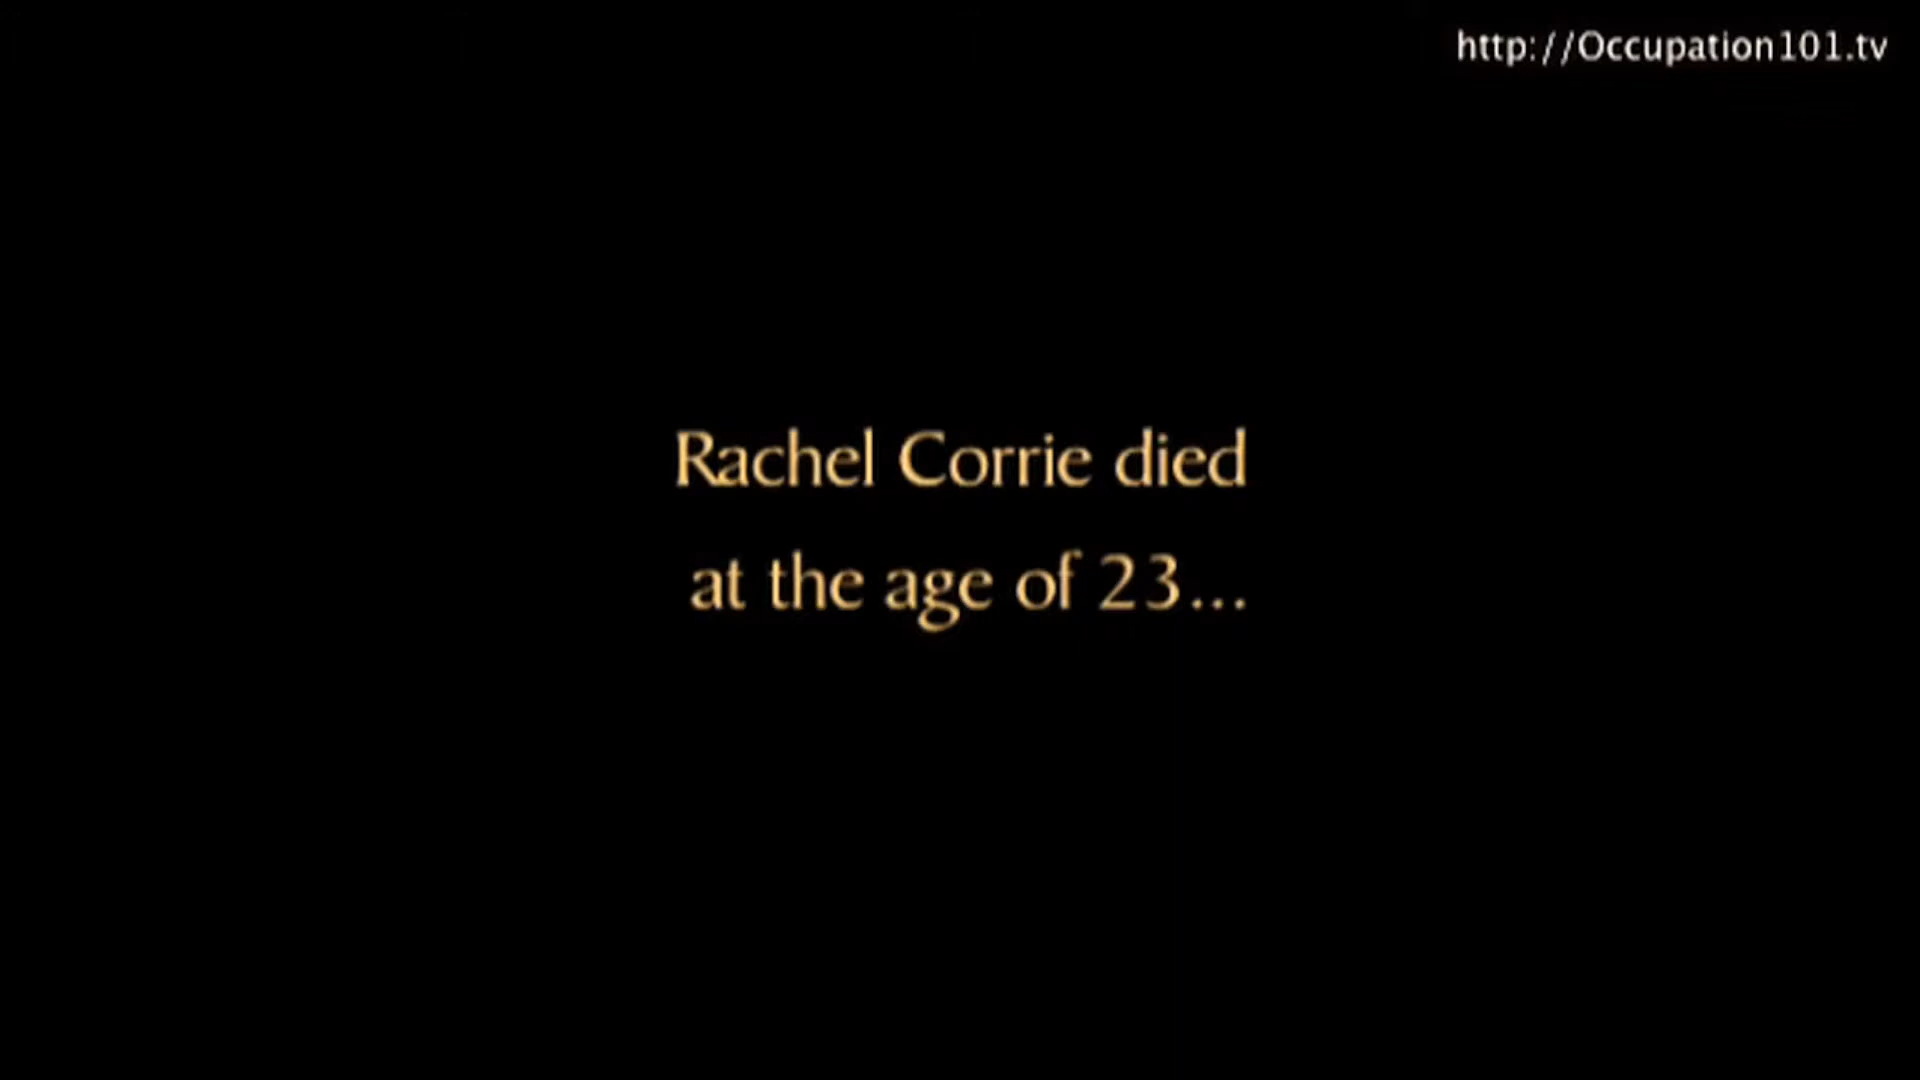 http://Occupation101.tv
Rachel Corrie died
at the age of 23...